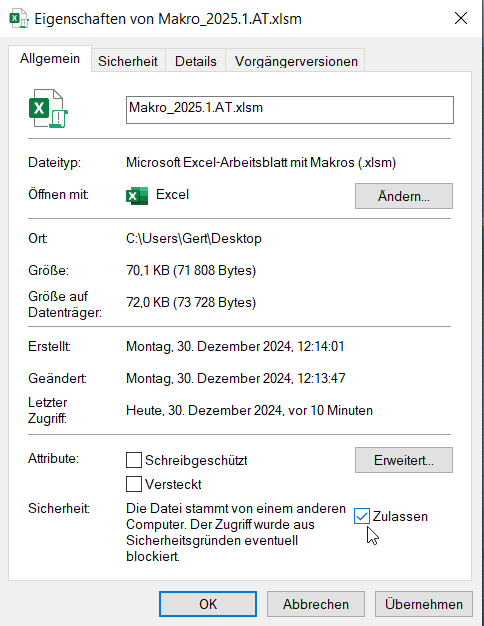 Eigenschaften von Makro_2025.1.AT.xlsm
Allgemein
Sicherheit
Details
Vorgängerversionen
Makro_2025.1.AT.xlsm
Dateityp: Microsoft Excel-Arbeitsblatt mit Makros (.xlsm)
Öffnen mit: Excel Ändern...
Ort: C:\Users\Gert\Desktop
Größe: 70,1 KB (71 808 Bytes)
Größe auf
Datenträger: 72,0 KB (73 728 Bytes)
Erstellt: Montag, 30. Dezember 2024, 12:14:01
Geändert: Montag, 30. Dezember 2024, 12:13:47
Letzter
Zugriff: Heute, 30. Dezember 2024, vor 10 Minuten
Attribute: Schreibgeschützt Erweitert...
Versteckt
Sicherheit: Die Datei stammt von einem anderen
Computer. Der Zugriff wurde aus
Sicherheitsgründen eventuell
blockiert.
Zulassen
OK Abbrechen Übernehmen